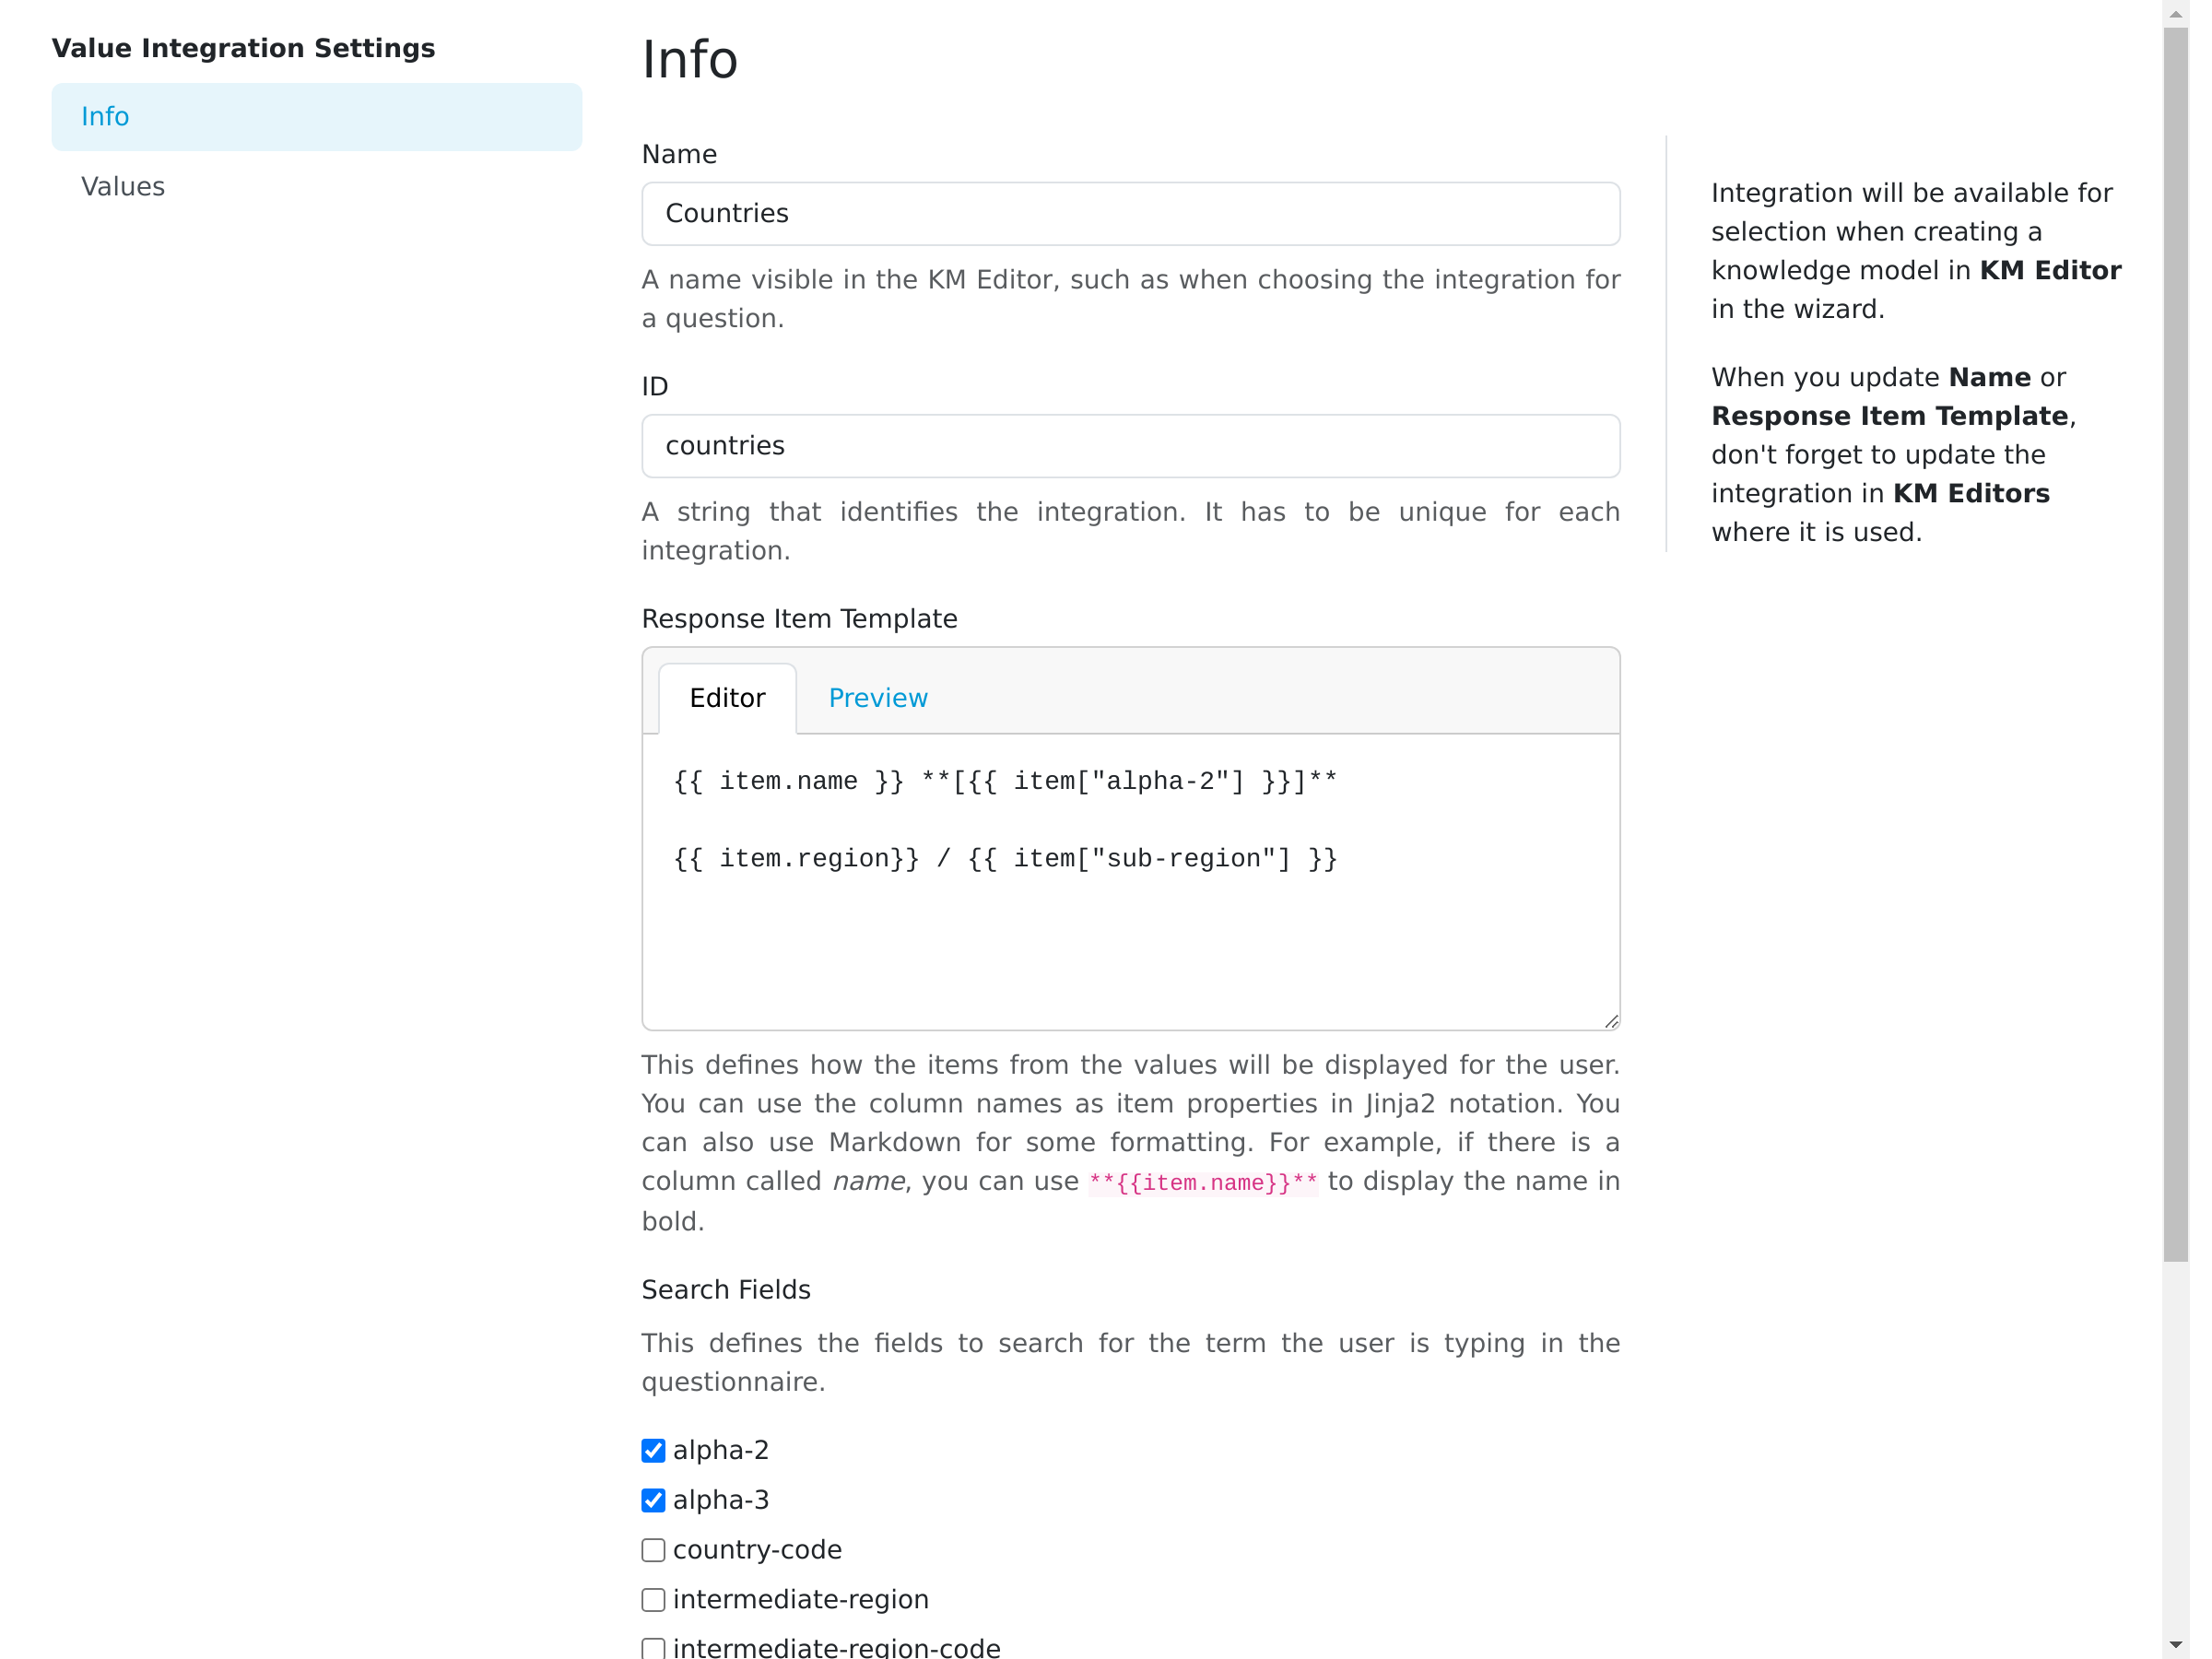 Value Integration Settings
Info
Values
Info
Name
Countries
A name visible in the KM Editor, such as when choosing the integration for
a question.
ID
countries
A string that identifies the integration. It has to be unique for each
integration.
Response Item Template
Editor
Preview
{{ item.name }} **[{{ item["alpha-2"] }}]**
{{ item.region}} / {{ item["sub-region"] }}
This defines how the items from the values will be displayed for the user.
You can use the column names as item properties in Jinja2 notation. You
can also use Markdown for some formatting. For example, if there is a
column called name, you can use **{{item.name}}** to display the name in
bold.
Search Fields
This defines the fields to search for the term the user is typing in the
questionnaire.
alpha-2
alpha-3
country-code
intermediate-region
intermediate-region-code
Integration will be available for
selection when creating a
knowledge model in KM Editor
in the wizard.
When you update Name or
Response Item Template,
don't forget to update the
integration in KM Editors
where it is used.